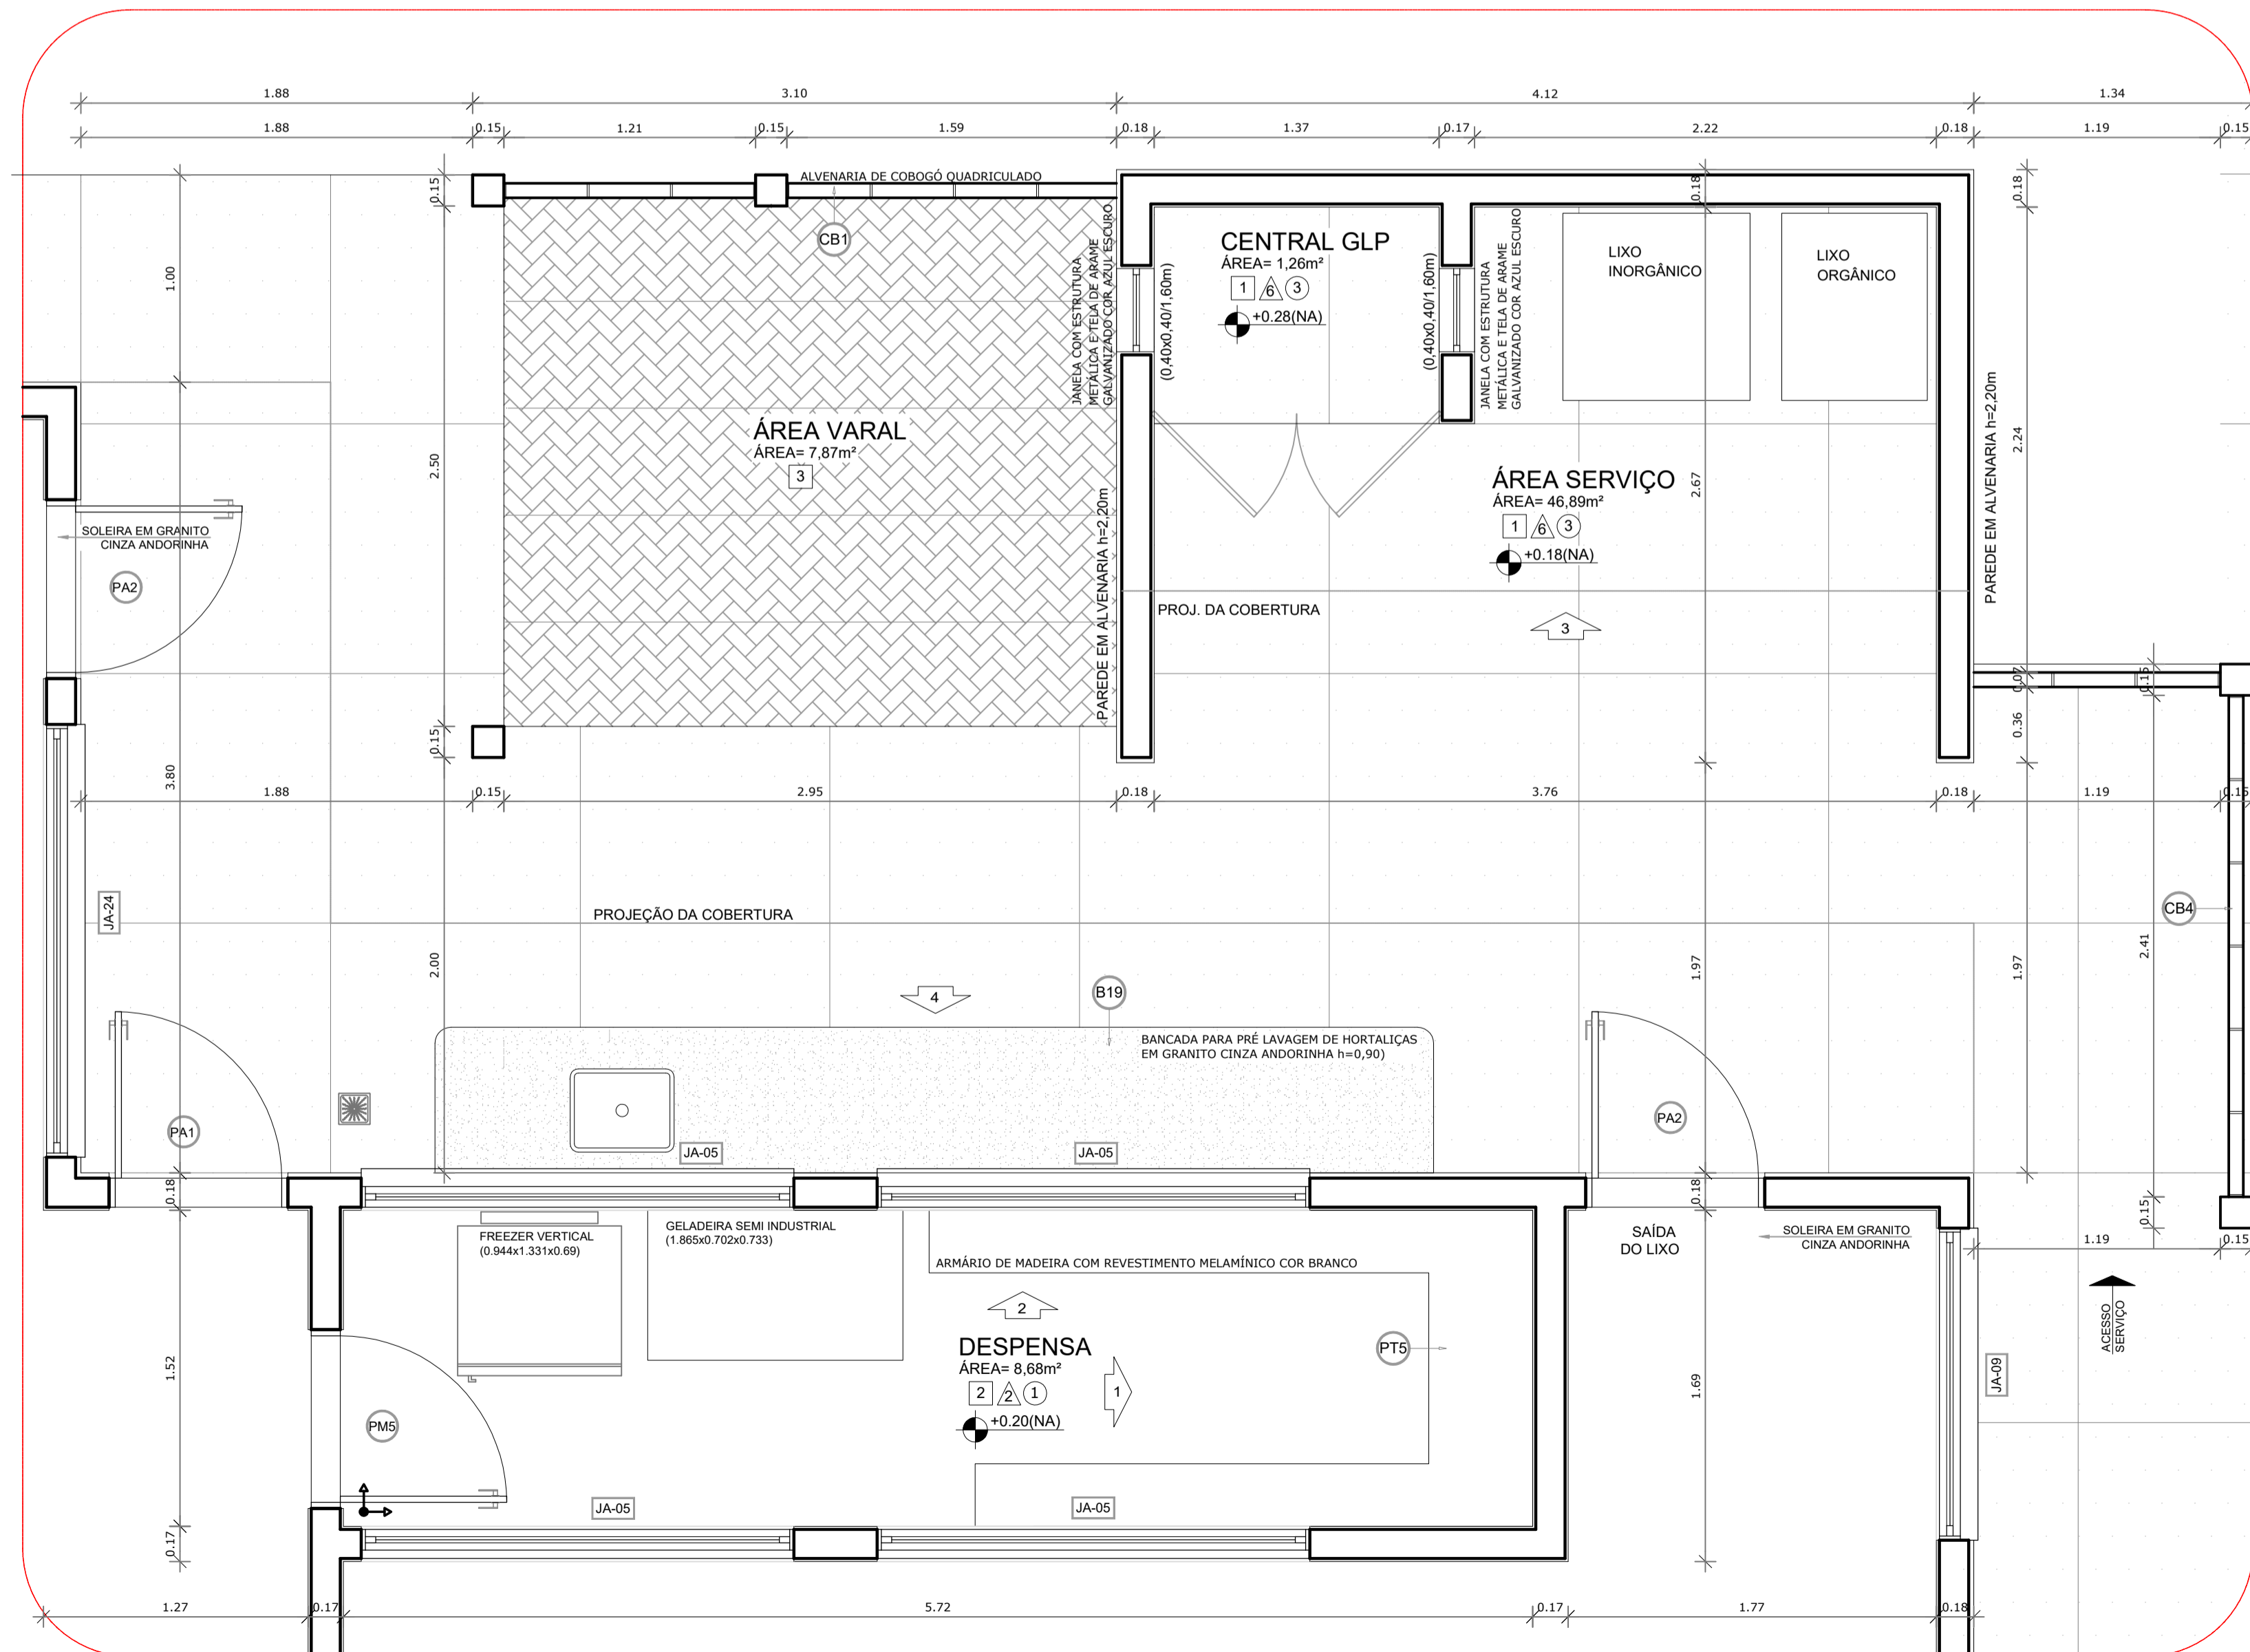 1.88
3.10
4.12
1.34
1.88
0.15
1.21
0.15
1.59
0.18
1.37
0.17
2.22
0.18
1.19
0.15
ALVENARIA DE COBOGÓ QUADRICULADO
CB1
0.15
1.00
2.50
0.15
3.80
2.00
JANELA COM ESTRUTURA
METÁLICA E TELA DE ARAME
GALVANIZADO COR AZUL ESCURO
(0,40x0,40/1,60m)
CENTRAL GLP
ÁREA= 1,26m²
1 6 3
+0.28(NA)
(0,40x0,40/1,60m)
JANELA COM ESTRUTURA
METÁLICA E TELA DE ARAME
GALVANIZADO COR AZUL ESCURO
LIXO
INORGÂNICO
LIXO
ORGÂNICO
0.18
0.18
2.24
2.67
PAREDE EM ALVENARIA h=2,20m
ÁREA VARAL
ÁREA= 7,87m²
3
PAREDE EM ALVENARIA h=2,20m
ÁREA SERVIÇO
ÁREA= 46,89m²
1 6 3
+0.18(NA)
PROJ. DA COBERTURA
3
SOLEIRA EM GRANITO
CINZA ANDORINHA
PA2
0.07
0.15
0.36
1.88
0.15
2.95
0.18
3.76
0.18
1.19
0.15
JA-24
PROJEÇÃO DA COBERTURA
CB4
2.41
1.97
1.97
4
B19
BANCADA PARA PRÉ LAVAGEM DE HORTALIÇAS
EM GRANITO CINZA ANDORINHA h=0,90)
PA1
JA-05
JA-05
PA2
0.18
0.18
0.15
FREEZER VERTICAL
(0.944x1.331x0.69)
GELADEIRA SEMI INDUSTRIAL
(1.865x0.702x0.733)
ARMÁRIO DE MADEIRA COM REVESTIMENTO MELAMÍNICO COR BRANCO
SAÍDA
DO LIXO
SOLEIRA EM GRANITO
CINZA ANDORINHA
1.19
0.15
2
DESPENSA
ÁREA= 8,68m²
2 2 1
+0.20(NA)
1
PT5
ACESSO
SERVIÇO
JA-09
1.52
1.69
PM5
JA-05
JA-05
0.17
1.27
0.17
5.72
0.17
1.77
0.18